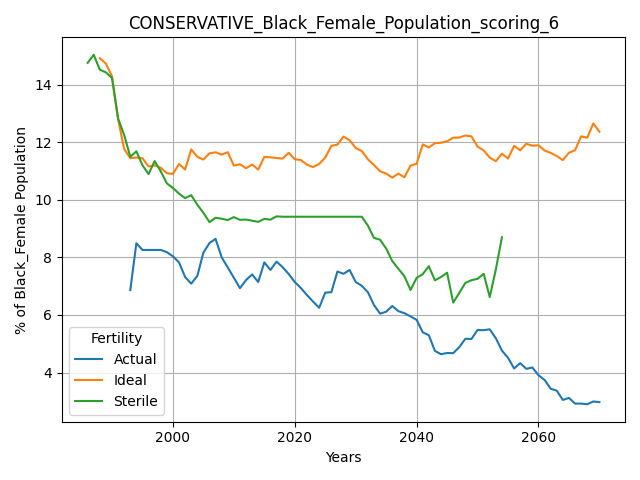 CONSERVATIVE_Black_Female_Population_scoring_6
% of Black_Female Population
14
12
10
8
6
4
Fertility
Actual
Ideal
Sterile
2000 2020 2040 2060
Years